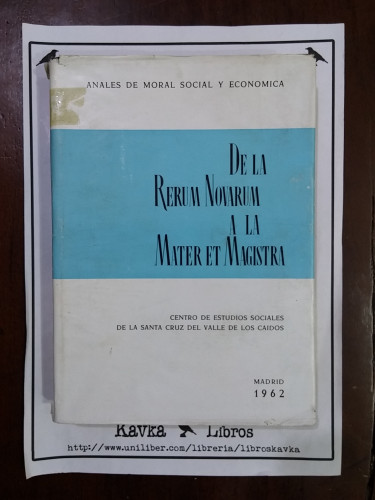 ANALES DE MORAL SOCIAL Y ECONOMICA
DE LA
RERUM NOVARUM
A LA
MATER ET MAGISTRA
CENTRO DE ESTUDIOS SOCIALES
DE LA SANTA CRUZ DEL VALLE DE LOS CAIDOS
MADRID
1962
Kavka Libros
http://www.uniliber.com/libreria/libroskavka